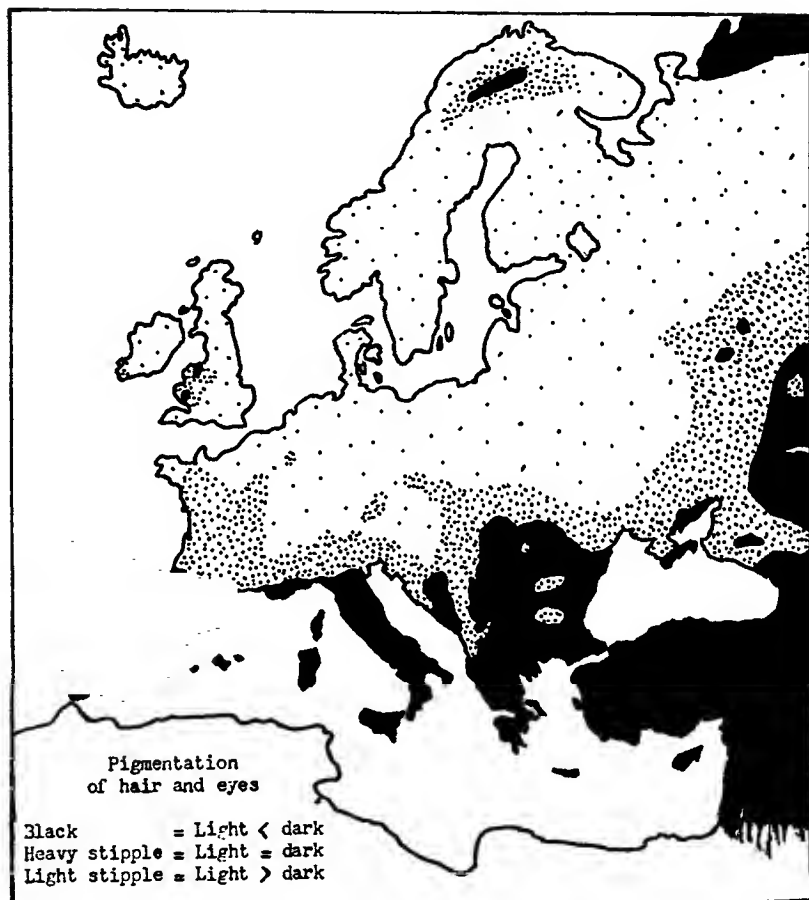 Pigmentation
of hair and eyes
Black = Light < dark
Heavy stipple = Light = dark
Light stipple = Light > dark